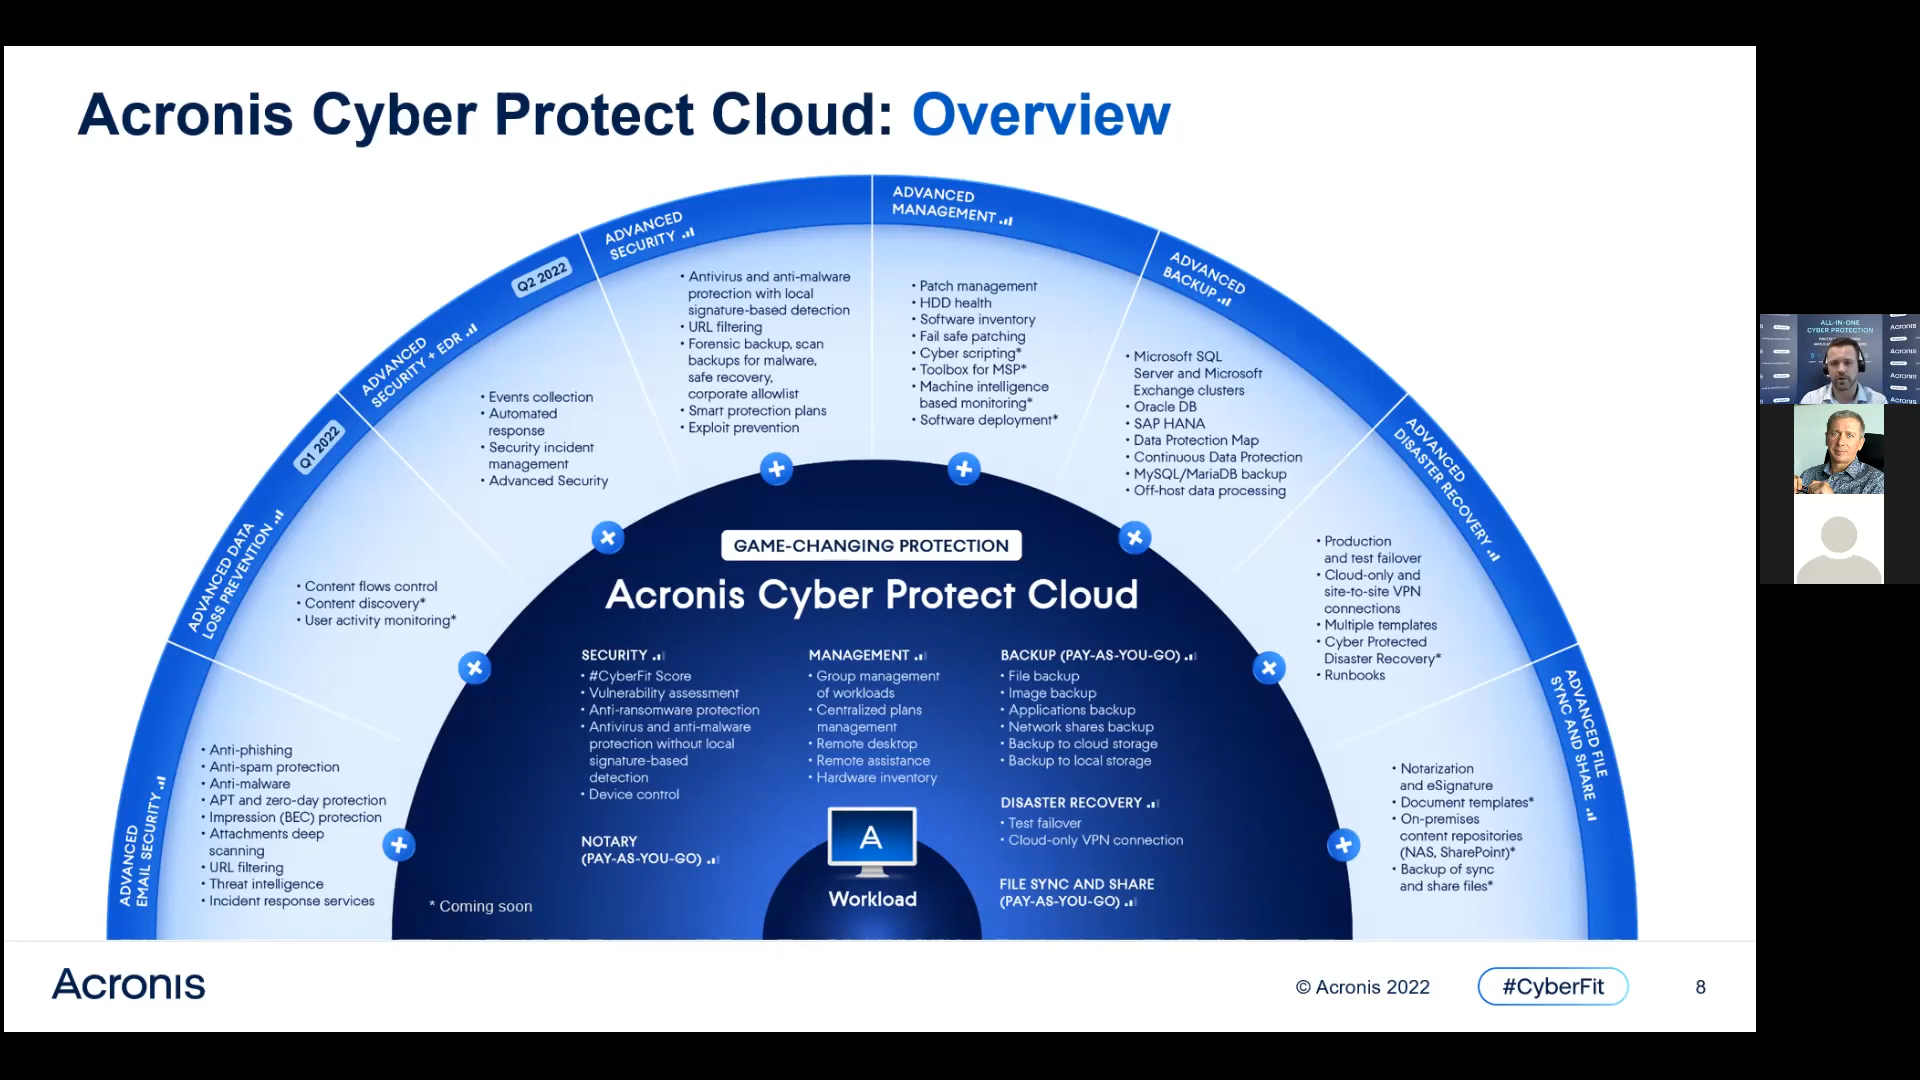 Acronis Cyber Protect Cloud: Overview
ADVANCED
EMAIL SECURITY
• Anti-phishing
• Anti-spam protection
• Anti-malware
• APT and zero-day protection
• Impression (BEC) protection
• Attachments deep
scanning
• URL filtering
• Threat intelligence
• Incident response services
ADVANCED DATA
LOSS PREVENTION
Q1 2022
• Content flows control
• Content discovery*
• User activity monitoring*
ADVANCED
SECURITY + EDR
Q2 2022
• Events collection
• Automated
response
• Security incident
management
• Advanced Security
ADVANCED
SECURITY
• Antivirus and anti-malware
protection with local
signature-based detection
• URL filtering
• Forensic backup, scan
backups for malware,
safe recovery,
corporate allowlist
• Smart protection plans
• Exploit prevention
ADVANCED
MANAGEMENT
• Patch management
• HDD health
• Software inventory
• Fail safe patching
• Cyber scripting*
• Toolbox for MSP*
• Machine intelligence
based monitoring*
• Software deployment*
ADVANCED
BACKUP
• Microsoft SQL
Server and Microsoft
Exchange clusters
• Oracle DB
• SAP HANA
• Data Protection Map
• Continuous Data Protection
• MySQL/MariaDB backup
• Off-host data processing
ADVANCED
DISASTER RECOVERY
• Production
and test failover
• Cloud-only and
site-to-site VPN
connections
• Multiple templates
• Cyber Protected
Disaster Recovery*
• Runbooks
ADVANCED FILE
SYNC AND SHARE
• Notarization
and eSignature
• Document templates*
• On-premises
content repositories
(NAS, SharePoint)*
• Backup of sync
and share files*
GAME-CHANGING PROTECTION
Acronis Cyber Protect Cloud
SECURITY
• #CyberFit Score
• Vulnerability assessment
• Anti-ransomware protection
• Antivirus and anti-malware
protection without local
signature-based
detection
• Device control
NOTARY
(PAY-AS-YOU-GO)
MANAGEMENT
• Group management
of workloads
• Centralized plans
management
• Remote desktop
• Remote assistance
• Hardware inventory
BACKUP (PAY-AS-YOU-GO)
• File backup
• Image backup
• Applications backup
• Network shares backup
• Backup to cloud storage
• Backup to local storage
DISASTER RECOVERY
• Test failover
• Cloud-only VPN connection
FILE SYNC AND SHARE
(PAY-AS-YOU-GO)
A
Workload
* Coming soon
Acronis
© Acronis 2022
#CyberFit
8
ALL-IN-ONE
CYBER PROTECTION
Acronis
Acronis
Acronis
Acronis